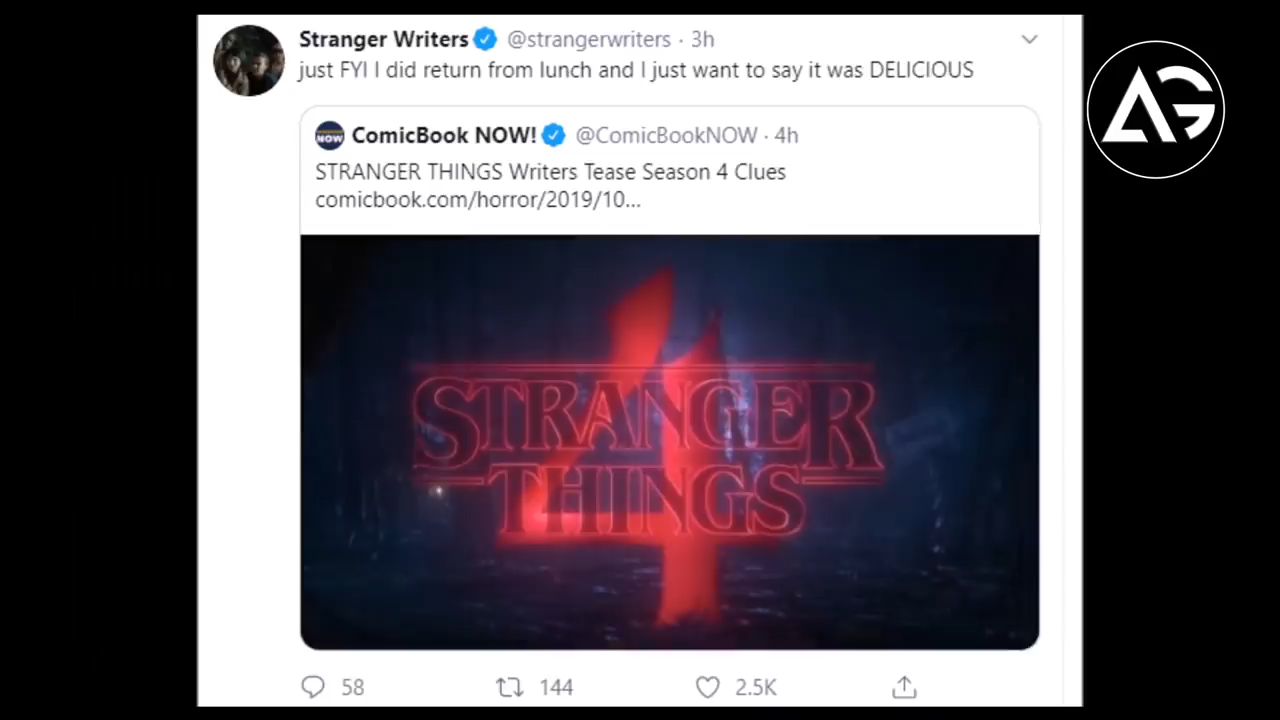 Stranger Writers @strangerwriters · 3h
just FYI I did return from lunch and I just want to say it was DELICIOUS
NOW ComicBook NOW! @ComicBookNOW · 4h
STRANGER THINGS Writers Tease Season 4 Clues
comicbook.com/horror/2019/10...
4
STRANGER
THINGS
58 144 2.5K
AG